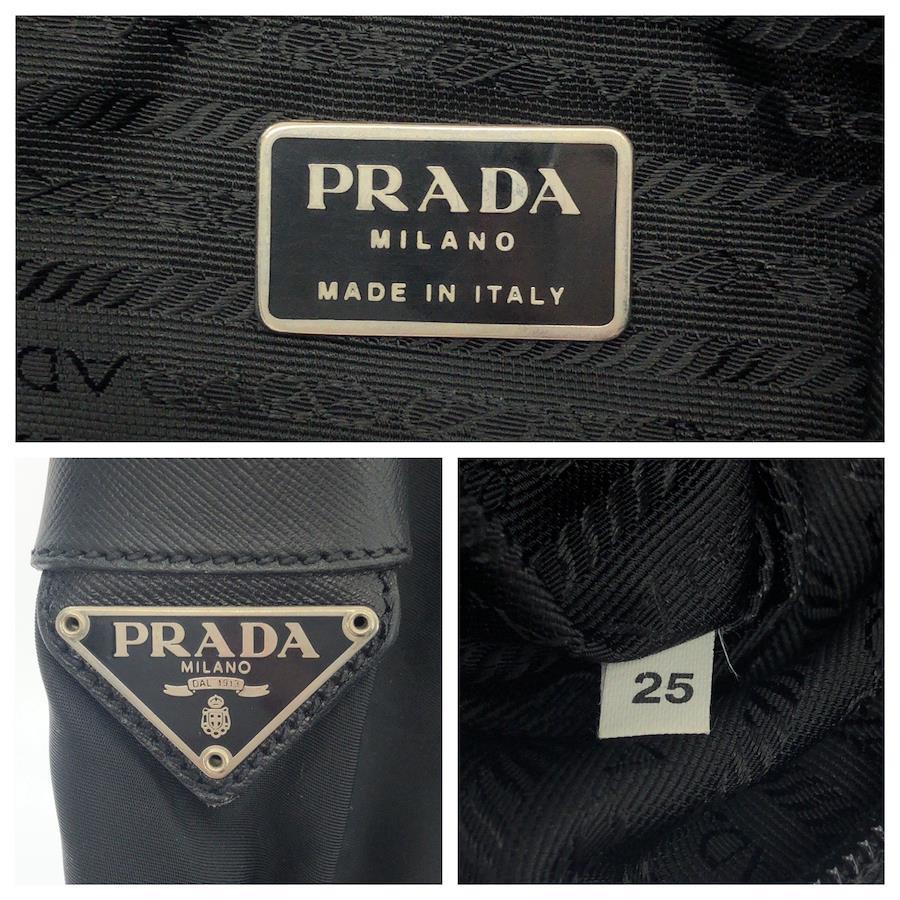 PRADA
MILANO
MADE IN ITALY
PRADA
MILANO
DAL 1913
25